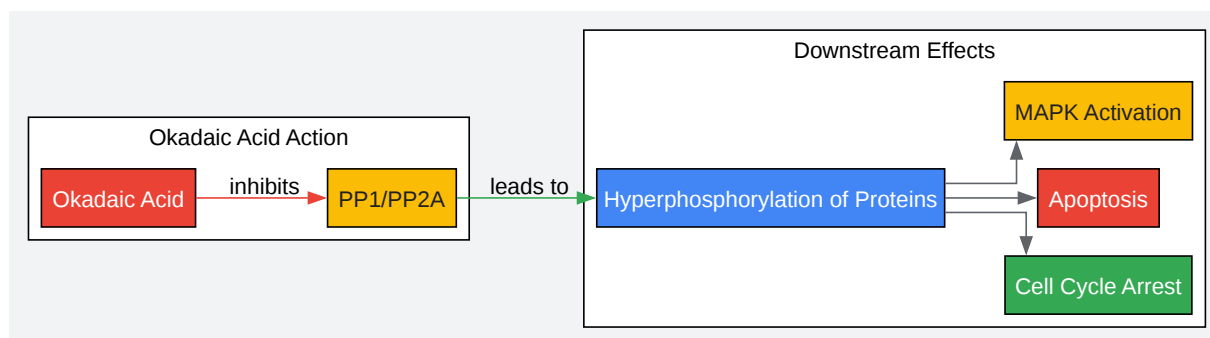 Okadaic Acid Action
Okadaic Acid
inhibits
PP1/PP2A
leads to
Downstream Effects
Hyperphosphorylation of Proteins
MAPK Activation
Apoptosis
Cell Cycle Arrest